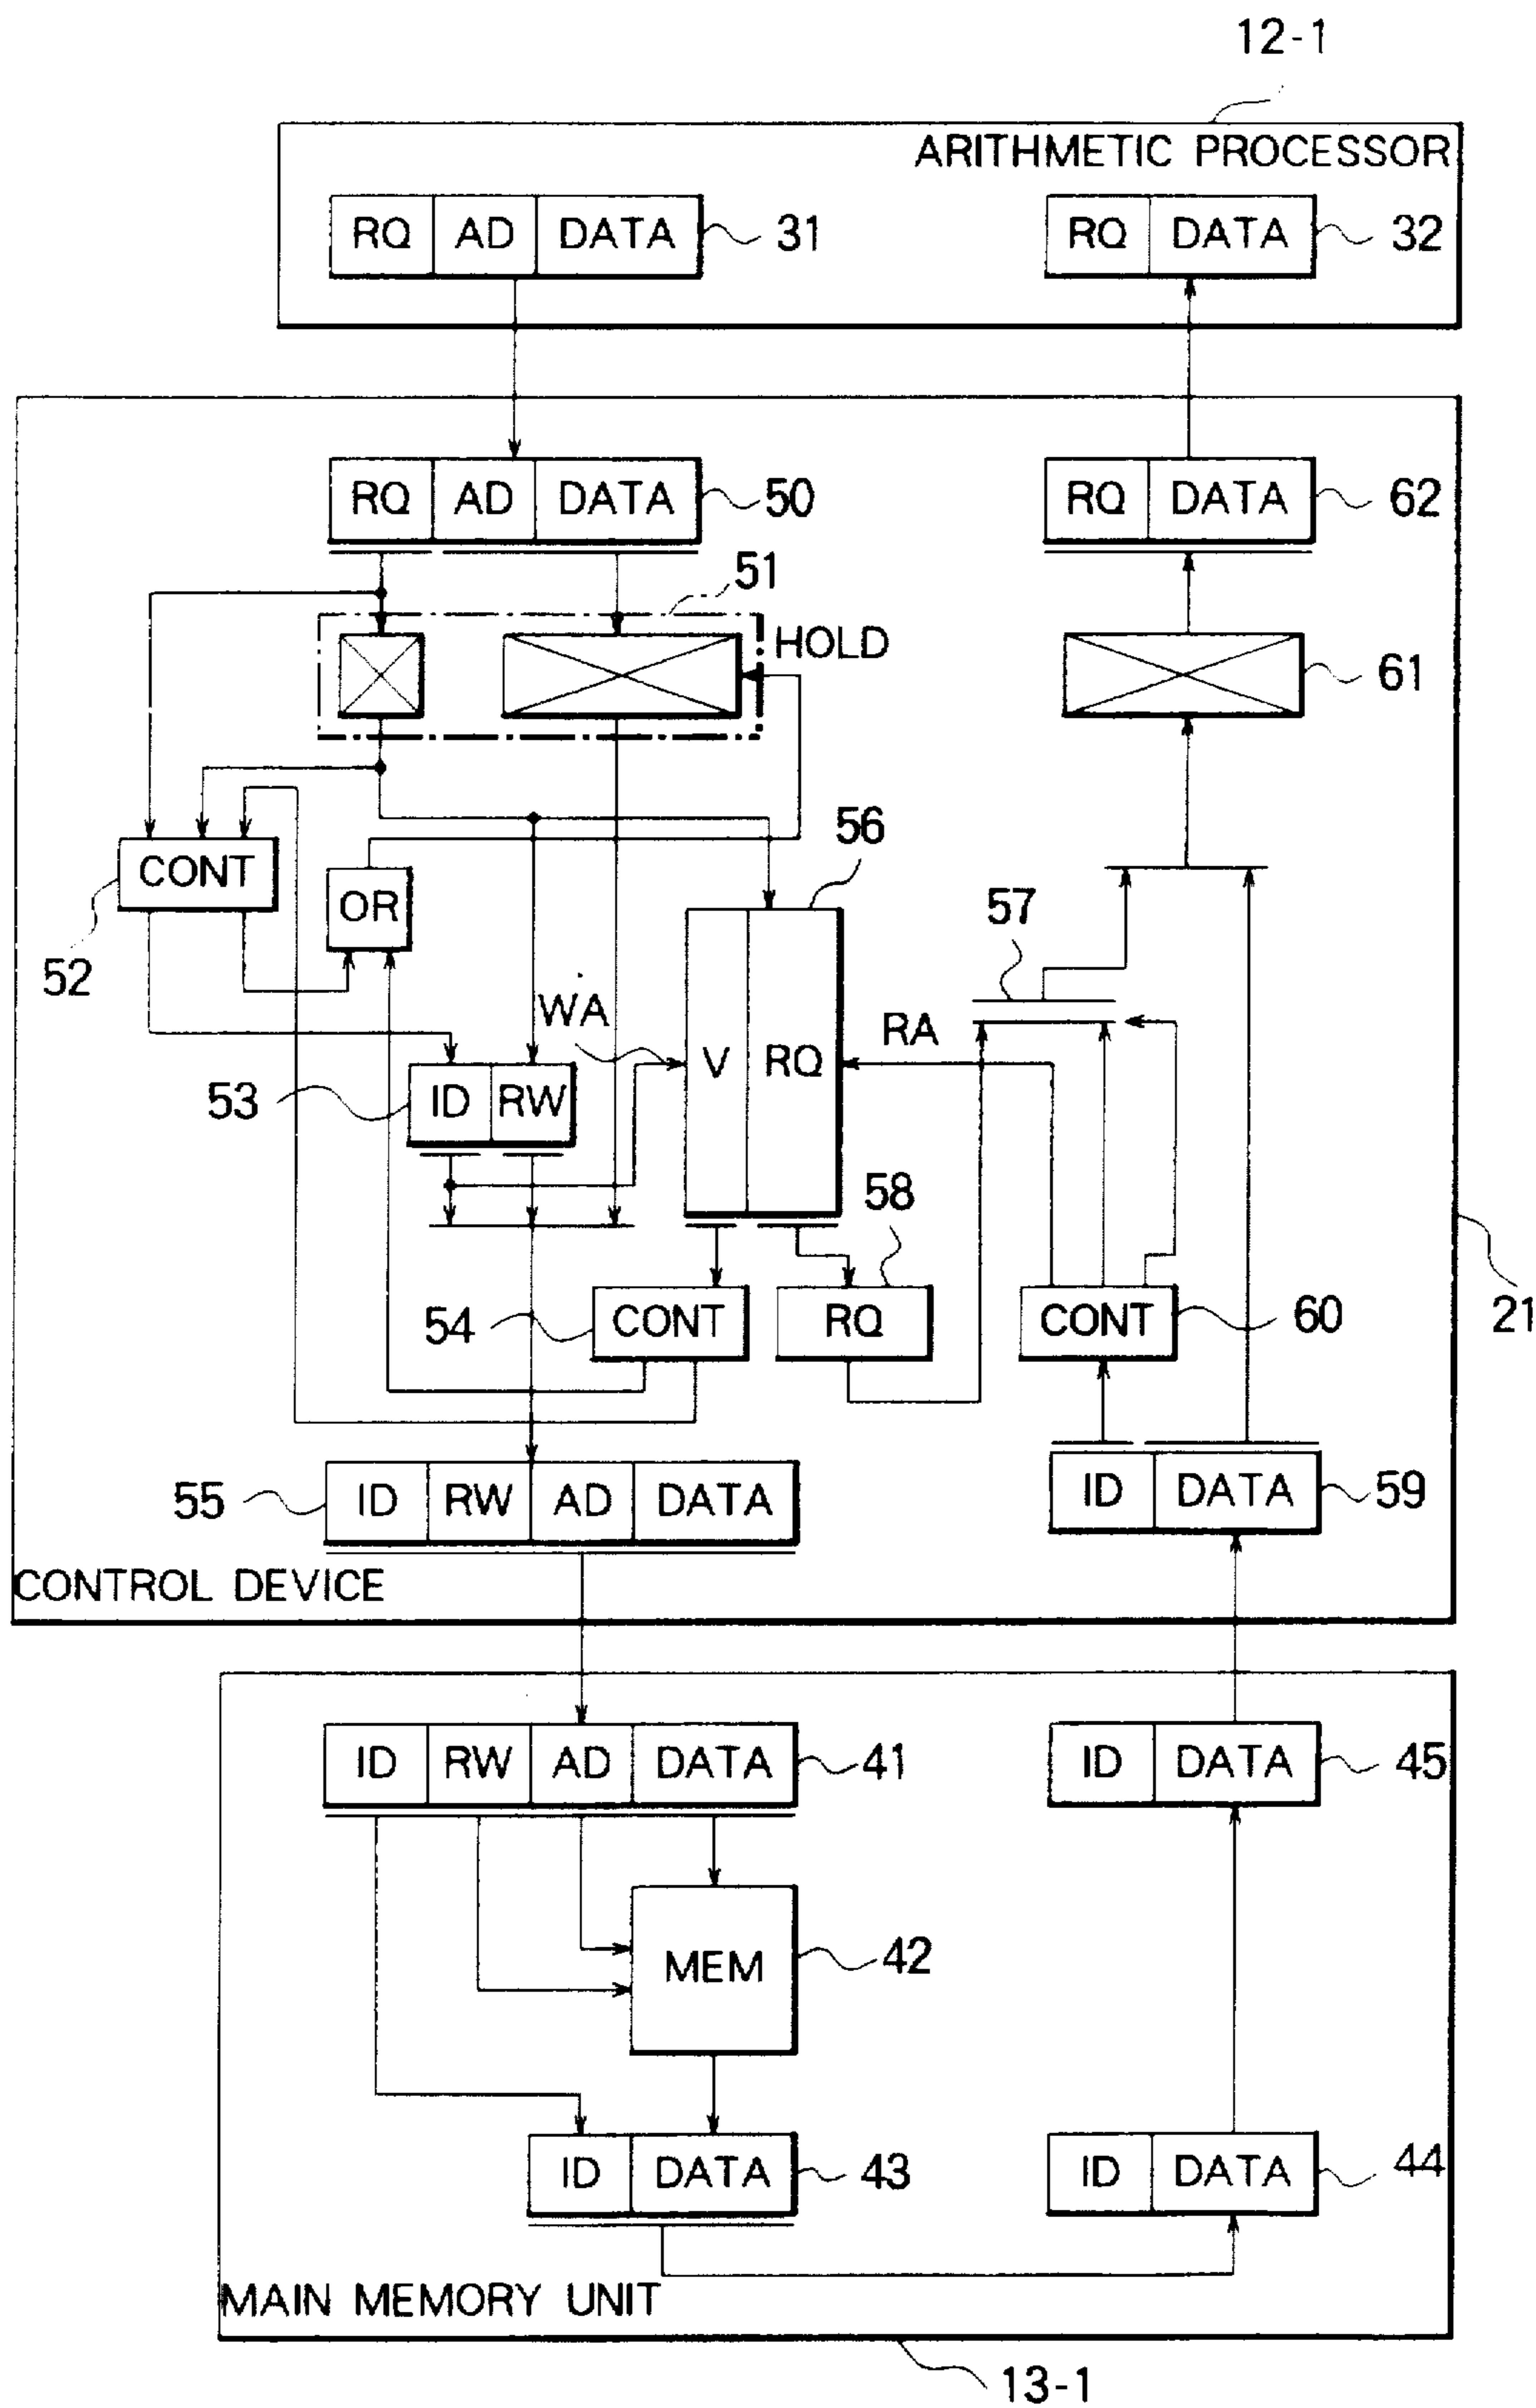 12-1
ARITHMETIC PROCESSOR
RQ AD DATA 31
RQ DATA 32
RQ AD DATA 50
RQ DATA 62
51
HOLD
61
56
CONT
OR
57
52
WA
RA
V RQ
53
ID RW
58
54
CONT
RQ
CONT
60
21
55
ID RW AD DATA
ID DATA 59
CONTROL DEVICE
ID RW AD DATA 41
ID DATA 45
MEM 42
ID DATA 43
ID DATA 44
MAIN MEMORY UNIT
13-1